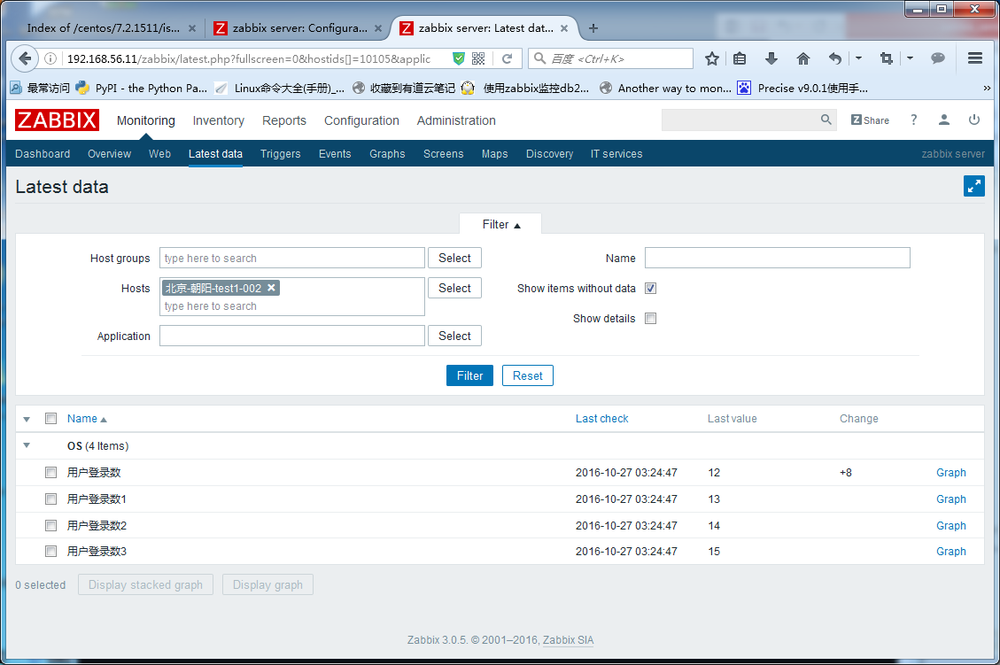 Index of /centos/7.2.1511/is...
zabbix server: Configura...
zabbix server: Latest dat...
192.168.56.11/zabbix/latest.php?fullscreen=0&hostids[]=10105&applic
百度 <Ctrl+K>
最常访问
PyPI - the Python Pa...
Linux命令大全(手册)_...
收藏到有道云笔记
使用zabbix监控db2...
Another way to mon...
Precise v9.0.1使用手...
»
ZABBIX
Monitoring Inventory Reports Configuration Administration
Z Share ?
Dashboard Overview Web Latest data Triggers Events Graphs Screens Maps Discovery IT services zabbix server
Latest data
Filter ▲
Host groups type here to search Select Name
Hosts 北京-朝阳-test1-002 Select Show items without data
type here to search
Show details
Application Select
Filter Reset
Name ▲ Last check Last value Change
OS (4 Items)
用户登录数 2016-10-27 03:24:47 12 +8 Graph
用户登录数1 2016-10-27 03:24:47 13 Graph
用户登录数2 2016-10-27 03:24:47 14 Graph
用户登录数3 2016-10-27 03:24:47 15 Graph
0 selected Display stacked graph Display graph
Zabbix 3.0.5. © 2001–2016, Zabbix SIA